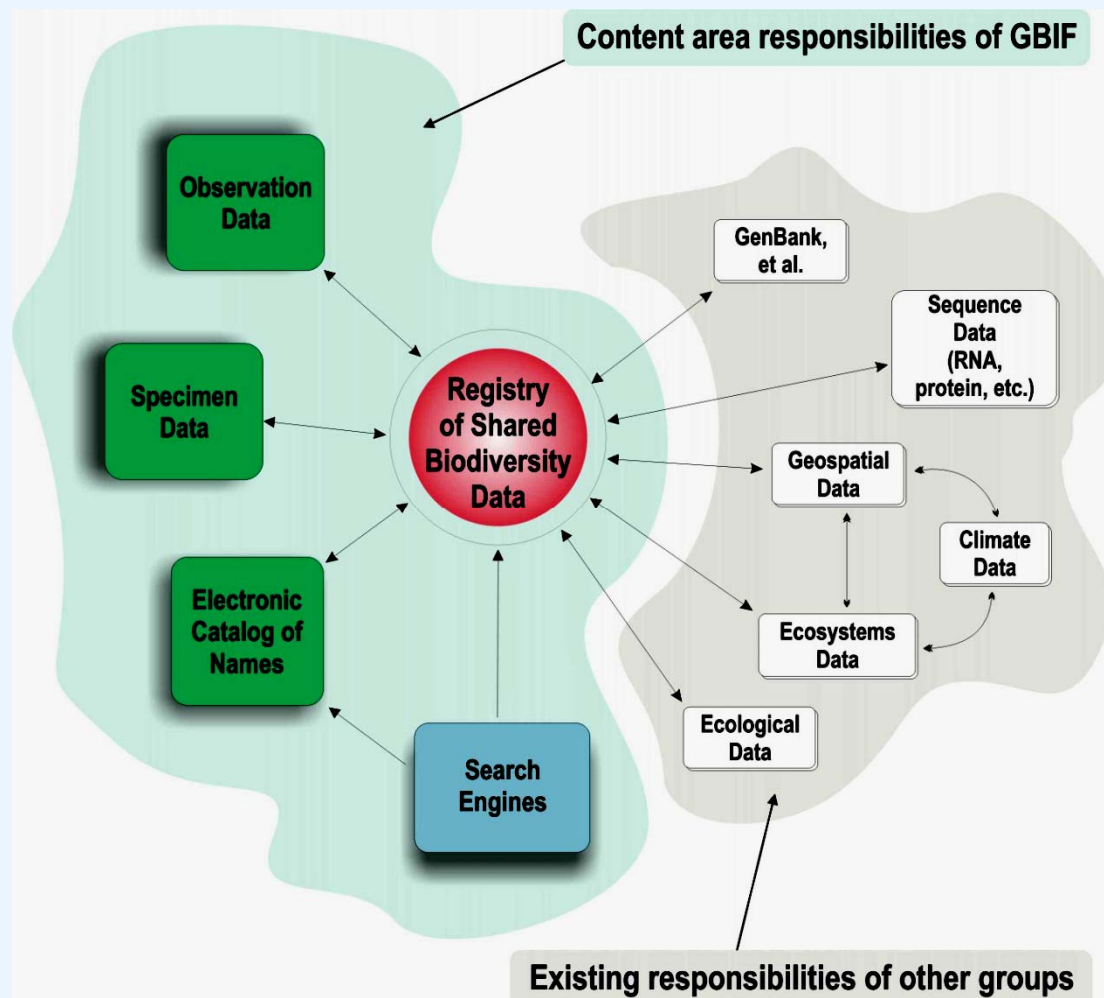 Content area responsibilities of GBIF
Observation
Data
Specimen
Data
Electronic
Catalog of
Names
Search
Engines
Registry
of Shared
Biodiversity
Data
GenBank,
et al.
Sequence
Data
(RNA,
protein, etc.)
Geospatial
Data
Climate
Data
Ecosystems
Data
Ecological
Data
Existing responsibilities of other groups